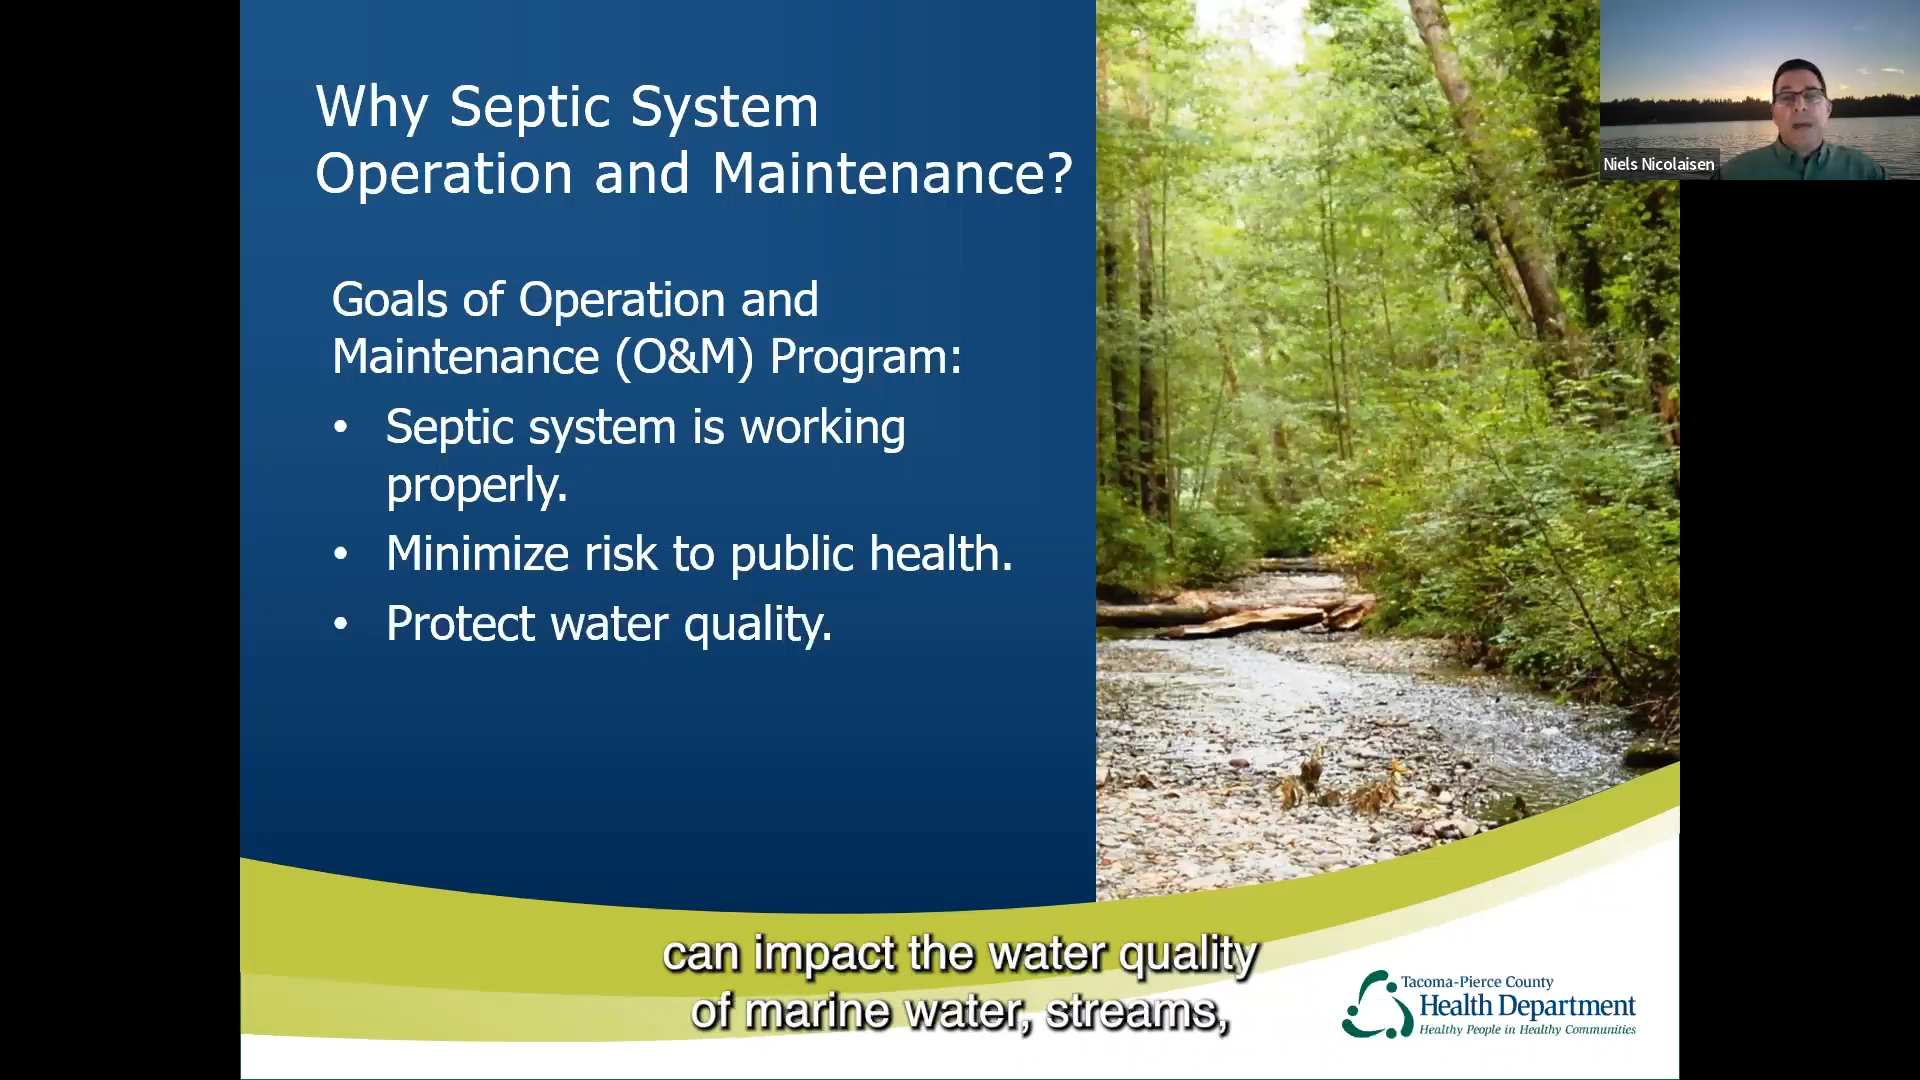 Why Septic System
Operation and Maintenance?
Goals of Operation and
Maintenance (O&M) Program:
• Septic system is working
properly.
• Minimize risk to public health.
• Protect water quality.
Niels Nicolaisen
can impact the water quality
of marine water, streams,
Tacoma-Pierce County
Health Department
Healthy People in Healthy Communities